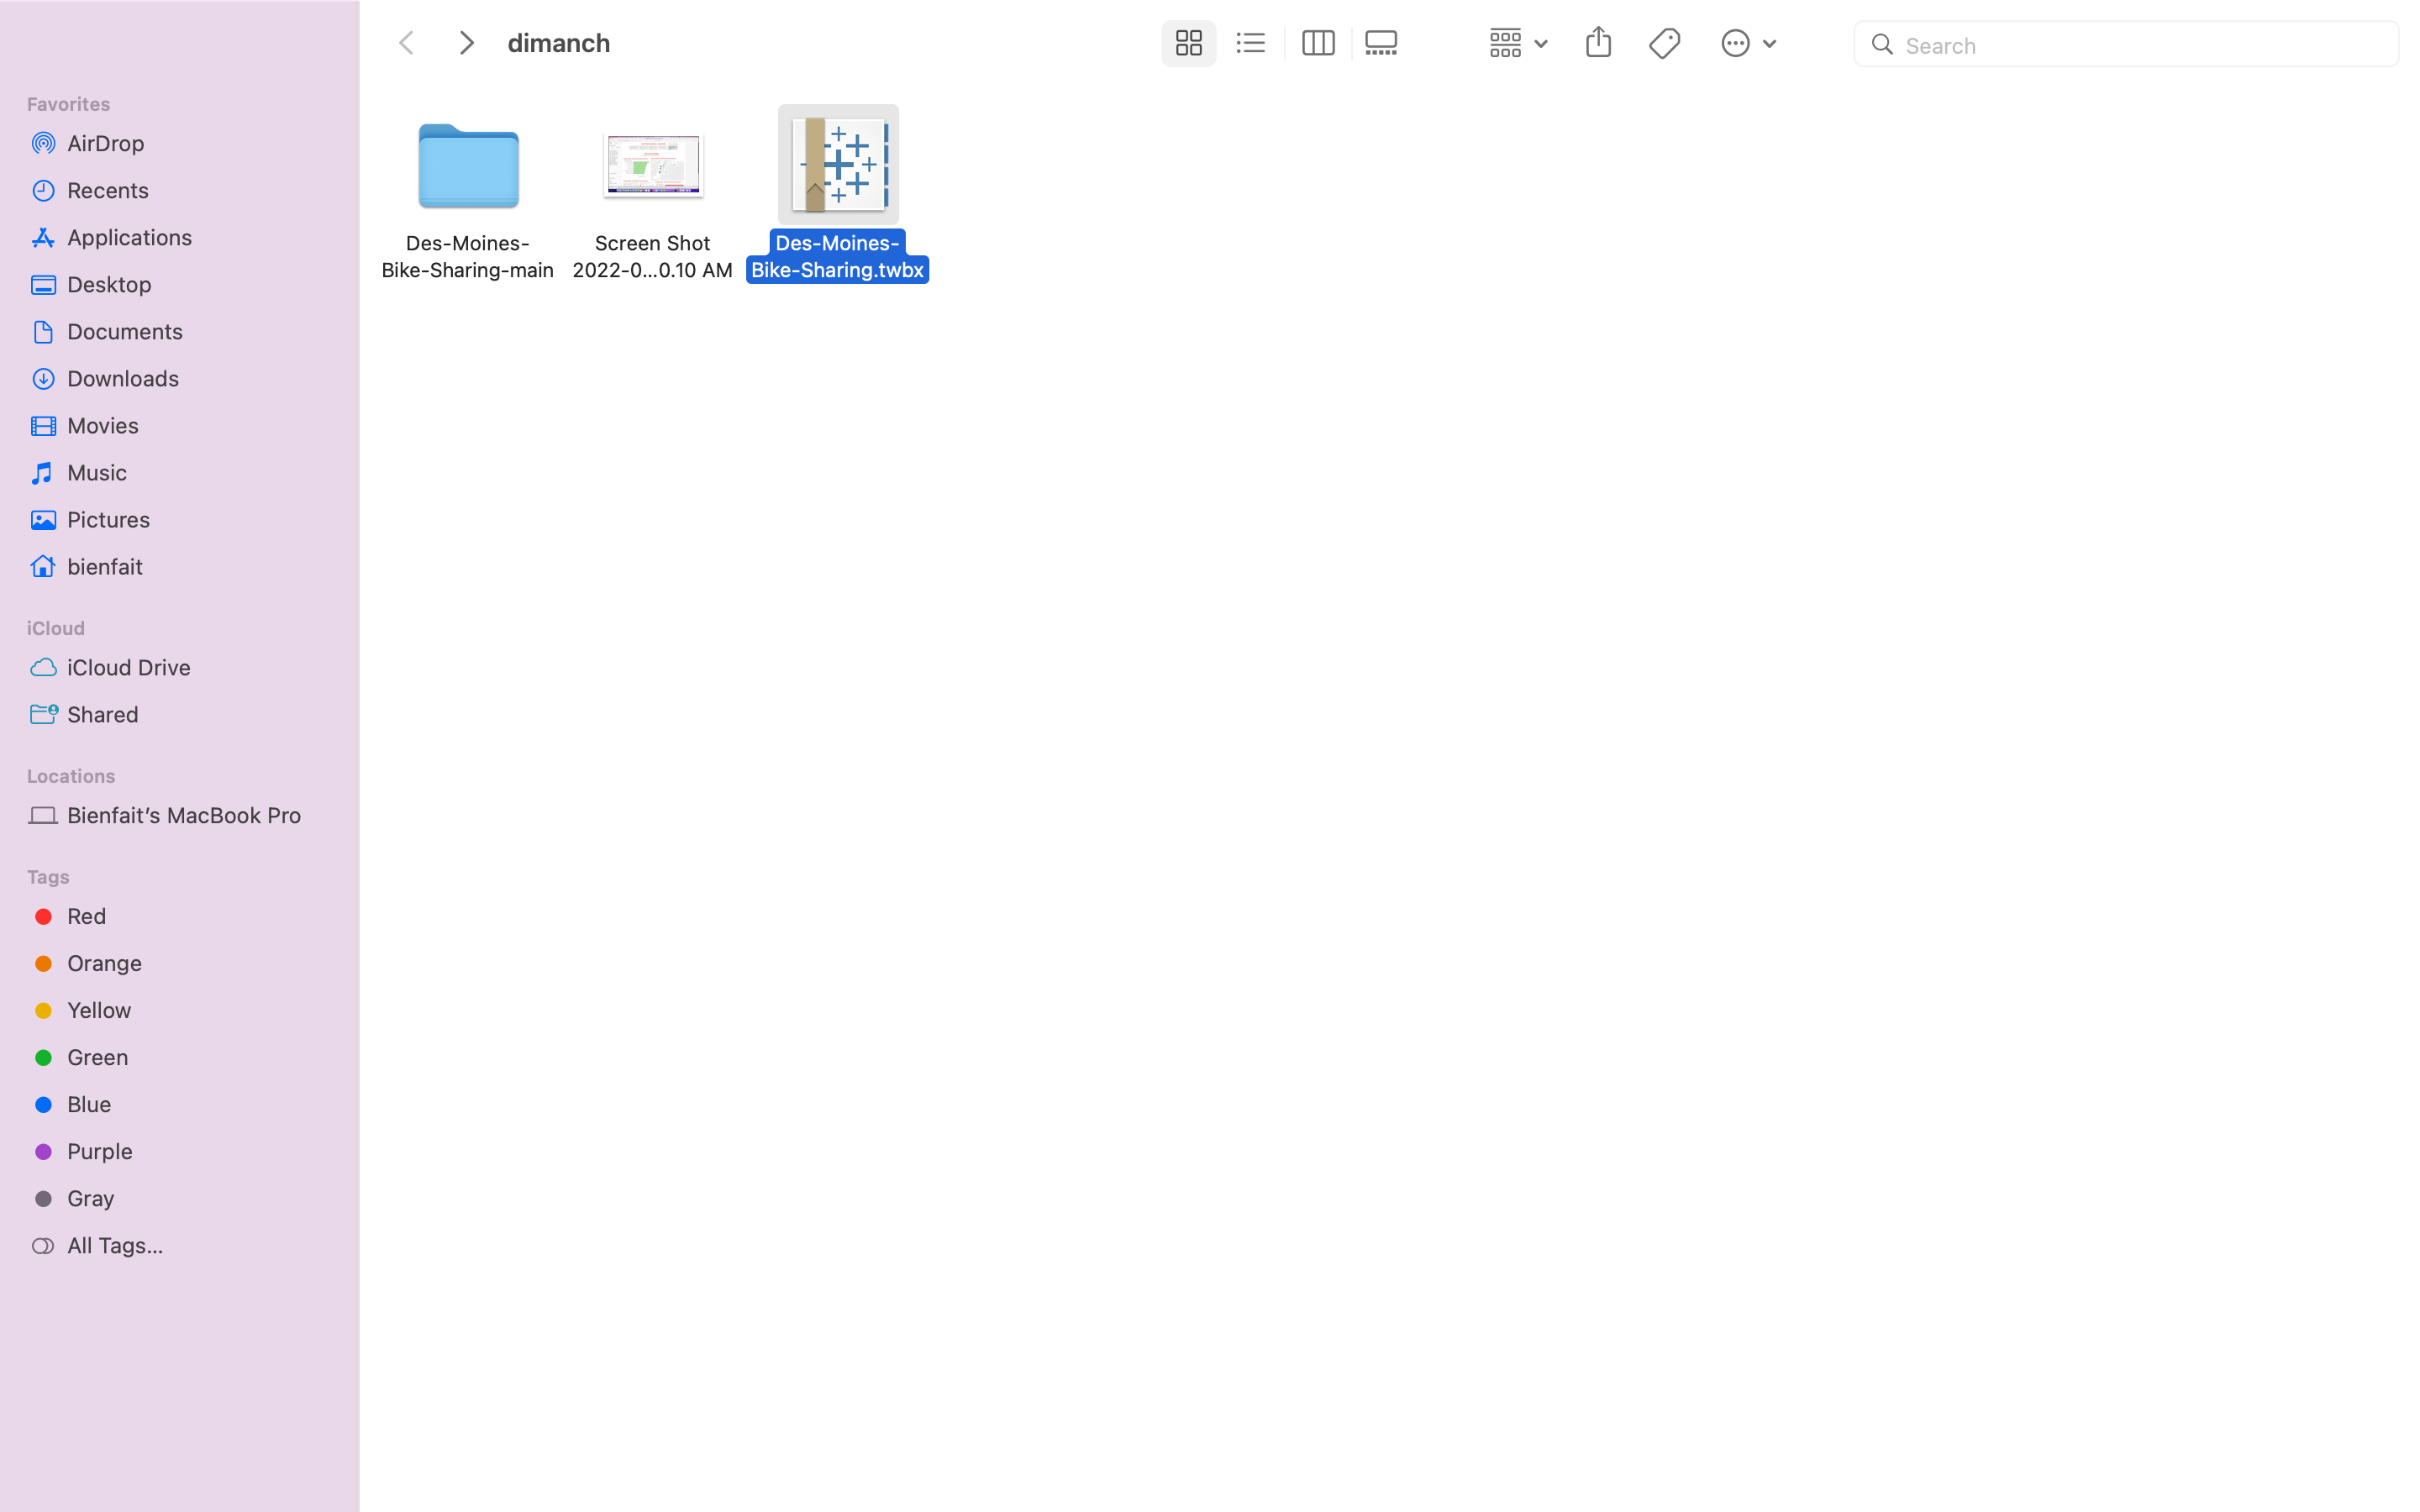 dimanch
Search
Favorites
AirDrop
Recents
Applications
Desktop
Documents
Downloads
Movies
Music
Pictures
bienfait
iCloud
iCloud Drive
Shared
Locations
Bienfait’s MacBook Pro
Tags
Red
Orange
Yellow
Green
Blue
Purple
Gray
All Tags...
Des-Moines-
Bike-Sharing-main
Screen Shot
2022-0...0.10 AM
Des-Moines-
Bike-Sharing.twbx